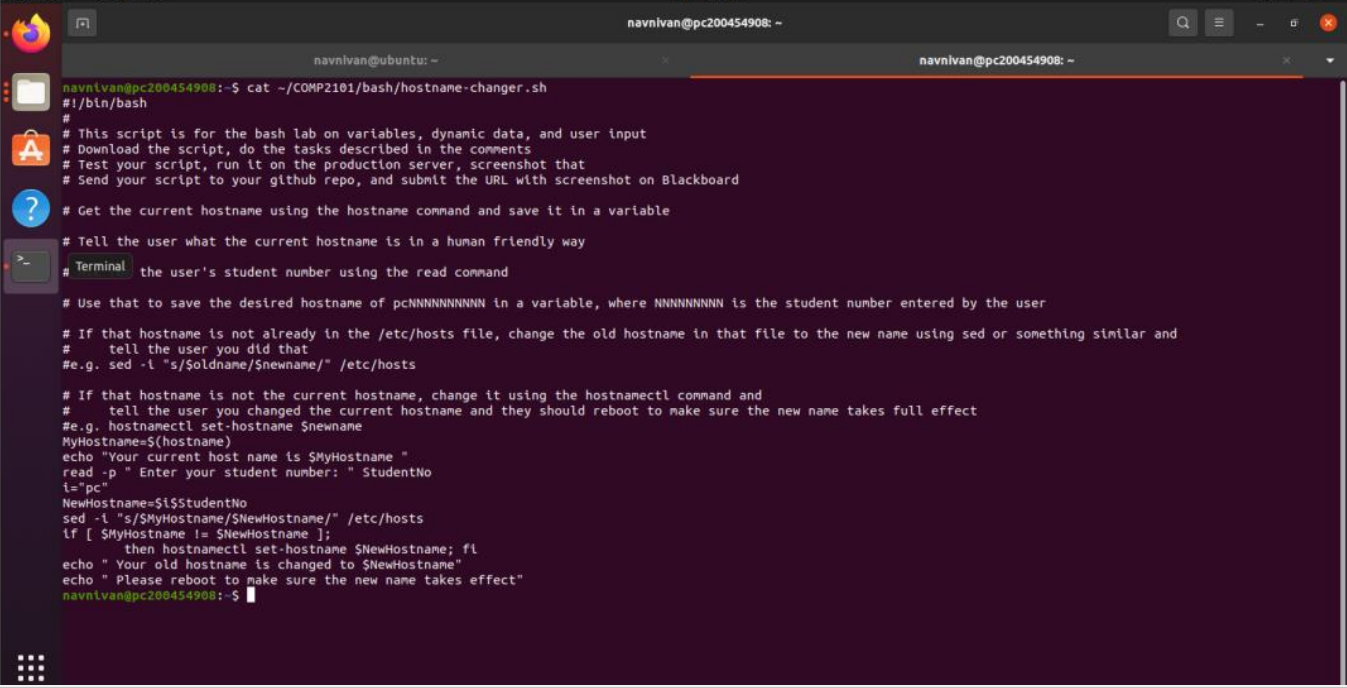 navnivan@pc200454908: ~
navnivan@ubuntu: ~
navnivan@pc200454908: ~
navnivan@pc200454908:~$ cat ~/COMP2101/bash/hostname-changer.sh
#!/bin/bash
#
# This script is for the bash lab on variables, dynamic data, and user input
# Download the script, do the tasks described in the comments
# Test your script, run it on the production server, screenshot that
# Send your script to your github repo, and submit the URL with screenshot on Blackboard
# Get the current hostname using the hostname command and save it in a variable
# Tell the user what the current hostname is in a human friendly way
Terminal
# the user's student number using the read command
# Use that to save the desired hostname of pcNNNNNNNNNN in a variable, where NNNNNNNNN is the student number entered by the user
# If that hostname is not already in the /etc/hosts file, change the old hostname in that file to the new name using sed or something similar and
#     tell the user you did that
#e.g. sed -i "s/$oldname/$newname/" /etc/hosts
# If that hostname is not the current hostname, change it using the hostnamectl command and
#     tell the user you changed the current hostname and they should reboot to make sure the new name takes full effect
#e.g. hostnamectl set-hostname $newname
MyHostname=$(hostname)
echo "Your current host name is $MyHostname "
read -p " Enter your student number: " StudentNo
i="pc"
NewHostname=$i$StudentNo
sed -i "s/$MyHostname/$NewHostname/" /etc/hosts
if [ $MyHostname != $NewHostname ];
        then hostnamectl set-hostname $NewHostname; fi
echo " Your old hostname is changed to $NewHostname"
echo " Please reboot to make sure the new name takes effect"
navnivan@pc200454908:~$